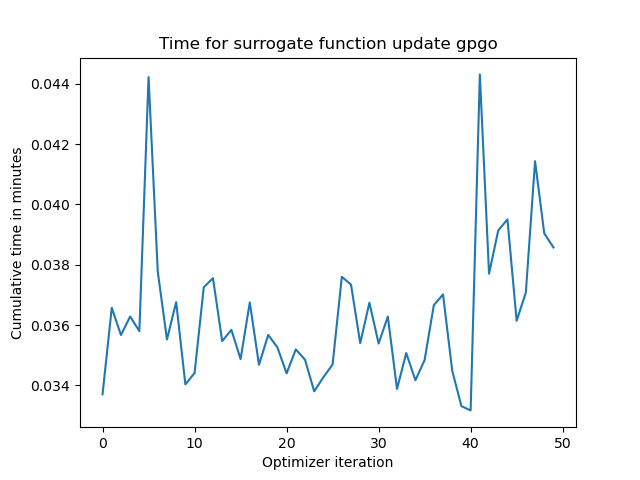 Time for surrogate function update gpgo
Cumulative time in minutes
0.044
0.042
0.040
0.038
0.036
0.034
0 10 20 30 40 50
Optimizer iteration